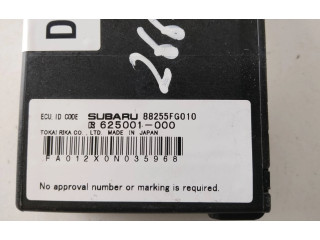 D
266
ECU. ID CODE SUBARU 88255FG010
625001-000
TOKAI RIKA CO., LTD. MADE IN JAPAN
FA012X0N035968
No approval number or marking is required.